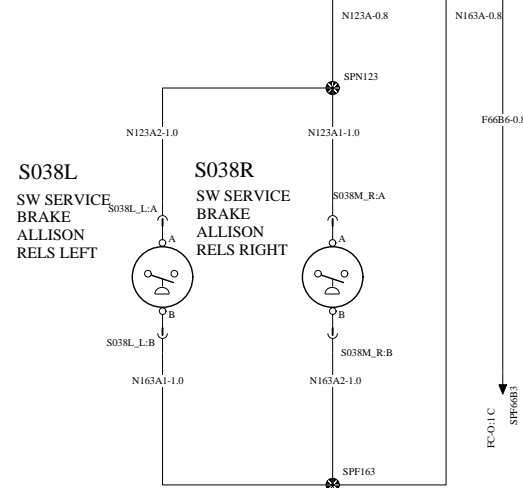 N123A-0.8
N163A-0.8
SPN123
F66B6-0.8
N123A2-1.0
N123A1-1.0
S038L
SW SERVICE
BRAKE
ALLISON
RELS LEFT
S038R
SW SERVICE
BRAKE
ALLISON
RELS RIGHT
S038L_L:A
S038M_R:A
A
A
B
B
S038L_L:B
S038M_R:B
N163A1-1.0
N163A2-1.0
FC-O:1 C
SPF66B3
SPF163